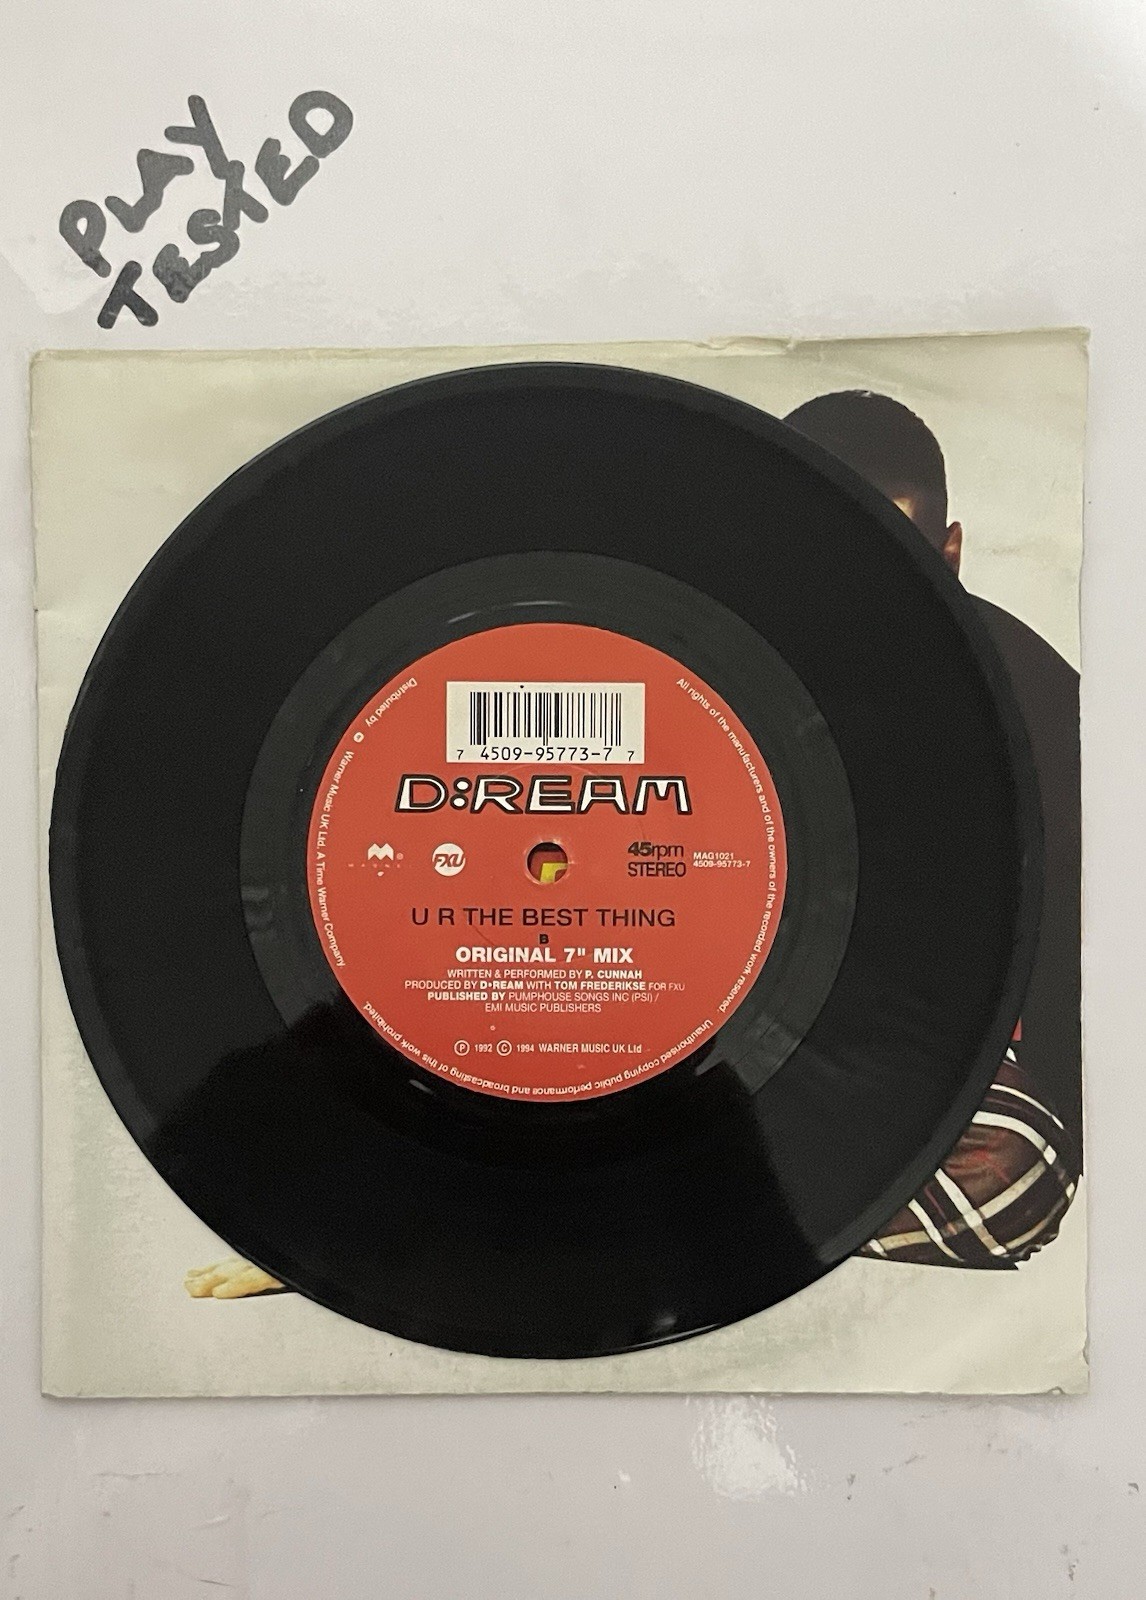 PLAY
TESTED
7 4509-95773-7 7
D:REAM
MAGNET
FXU
45rpm
STEREO
MAG1021
4509-95773-7
U R THE BEST THING
B
ORIGINAL 7" MIX
WRITTEN & PERFORMED BY P. CUNNAH
PRODUCED BY D•REAM WITH TOM FREDERIKSE FOR FXU
PUBLISHED BY PUMPHOUSE SONGS INC (PSI) /
EMI MUSIC PUBLISHERS
Ⓟ 1992 Ⓒ 1994 WARNER MUSIC UK Ltd
All rights of the manufacturers and of the owners of the recorded work reserved. Unauthorised copying public performance and broadcasting of this work prohibited.
Distributed by Warner Music UK Ltd. A Time Warner Company.